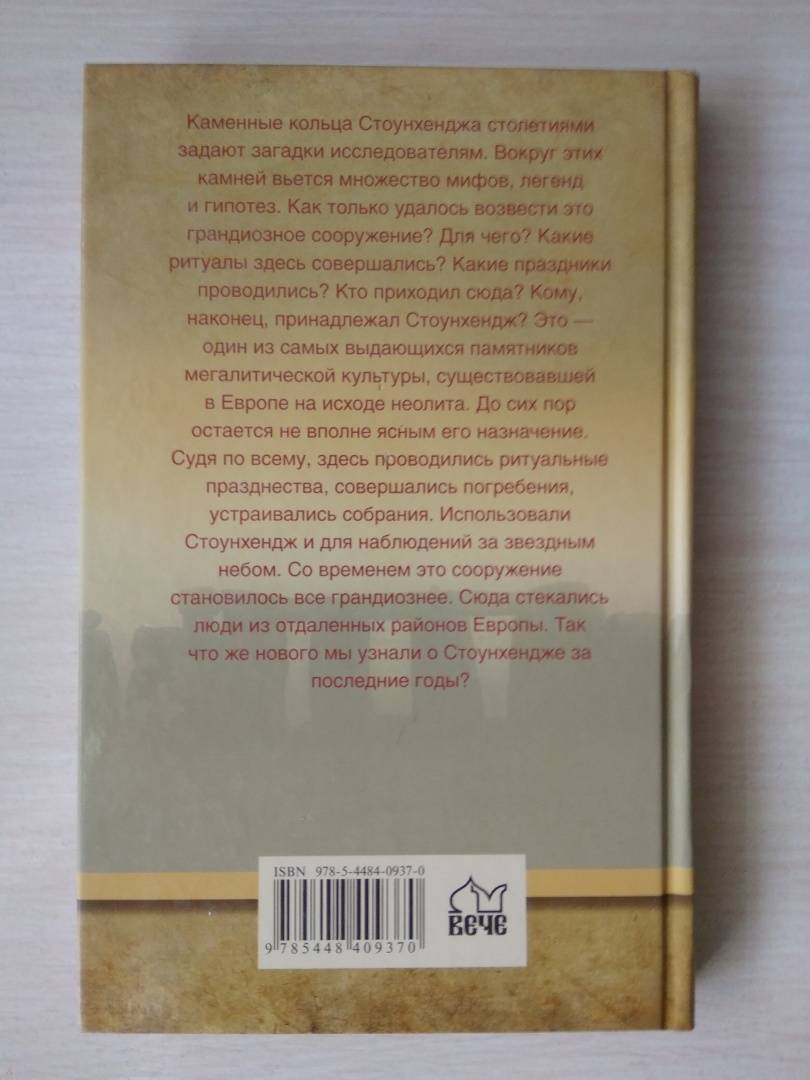 Каменные кольца Стоунхенджа столетиями
задают загадки исследователям. Вокруг этих
камней вьется множество мифов, легенд
и гипотез. Как только удалось возвести это
грандиозное сооружение? Для чего? Какие
ритуалы здесь совершались? Какие праздники
проводились? Кто приходил сюда? Кому,
наконец, принадлежал Стоунхендж? Это —
один из самых выдающихся памятников
мегалитической культуры, существовавшей
в Европе на исходе неолита. До сих пор
остается не вполне ясным его назначение.
Судя по всему, здесь проводились ритуальные
празднества, совершались погребения,
устраивались собрания. Использовали
Стоунхендж и для наблюдений за звездным
небом. Со временем это сооружение
становилось все грандиознее. Сюда стекались
люди из отдаленных районов Европы. Так
что же нового мы узнали о Стоунхендже за
последние годы?
ISBN 978-5-4484-0937-0
9 785448 409370
ВЕЧЕ